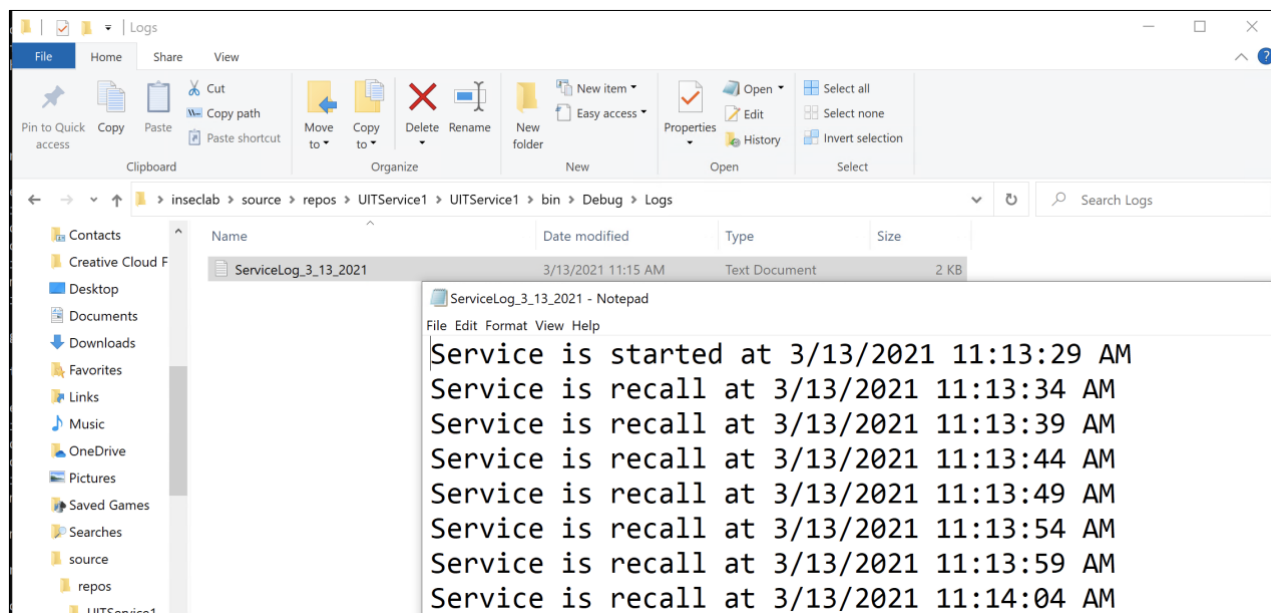 Logs
File Home Share View
Pin to Quick access
Copy
Paste
Cut
Copy path
Paste shortcut
Clipboard
Move to
Copy to
Delete
Rename
Organize
New folder
New item
Easy access
New
Properties
Open
Edit
History
Open
Select all
Select none
Invert selection
Select
inseclab > source > repos > UITService1 > UITService1 > bin > Debug > Logs
Search Logs
Contacts
Creative Cloud F
Desktop
Documents
Downloads
Favorites
Links
Music
OneDrive
Pictures
Saved Games
Searches
source
repos
UITService1
Name Date modified Type Size
ServiceLog_3_13_2021 3/13/2021 11:15 AM Text Document 2 KB
ServiceLog_3_13_2021 - Notepad
File Edit Format View Help
Service is started at 3/13/2021 11:13:29 AM
Service is recall at 3/13/2021 11:13:34 AM
Service is recall at 3/13/2021 11:13:39 AM
Service is recall at 3/13/2021 11:13:44 AM
Service is recall at 3/13/2021 11:13:49 AM
Service is recall at 3/13/2021 11:13:54 AM
Service is recall at 3/13/2021 11:13:59 AM
Service is recall at 3/13/2021 11:14:04 AM